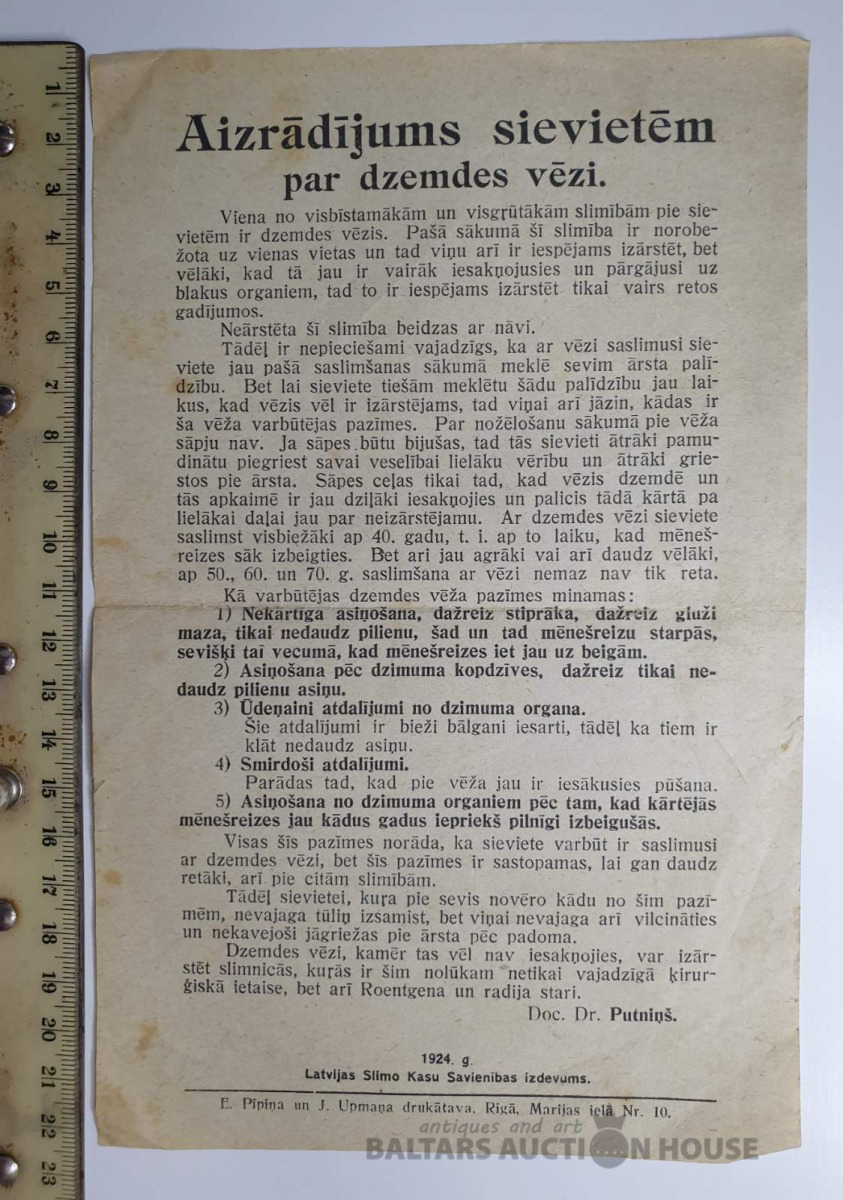 Aizrādījums sievietēm
par dzemdes vēzi.
Viena no visbīstamākām un visgŗūtākām slimībām pie sie-
vietēm ir dzemdes vēzis. Pašā sākumā šī slimība ir norobe-
žota uz vienas vietas un tad viņu arī ir iespējams izārstēt, bet
vēlāki, kad tā jau ir vairāk iesakņojusies un pārgājusi uz
blakus organiem, tad to ir iespējams izārstēt tikai vairs retos
gadījumos.
Neārstēta šī slimība beidzas ar nāvi.
Tādēļ ir nepieciešami vajadzīgs, ka ar vēzi saslimusi sie-
viete jau pašā saslimšanas sākumā meklē sevim ārsta palī-
dzību. Bet lai sieviete tiešām meklētu šādu palīdzību jau lai-
kus, kad vēzis vēl ir izārstējams, tad viņai arī jāzin, kādas ir
ša vēža varbūtējas pazīmes. Par nožēlošanu sākumā pie vēža
sāpju nav. Ja sāpes būtu bijušas, tad tās sievieti ātrāki pamu-
dinātu piegriest savai veselībai lielāku vērību un ātrāki grie-
stos pie ārsta. Sāpes ceļas tikai tad, kad vēzis dzemdē un
tās apkaimē ir jau dziļāki iesakņojies un palicis tādā kārtā pa
lielākai daļai jau par neizārstējamu. Ar dzemdes vēzi sieviete
saslimst visbiežāki ap 40. gadu, t. i. ap to laiku, kad mēneš-
reizes sāk izbeigties. Bet ari jau agrāki vai arī daudz vēlāki,
ap 50., 60. un 70. g. saslimšana ar vēzi nemaz nav tik reta.
Kā varbūtējas dzemdes vēža pazīmes minamas:
1) Nekārtīga asiņošana, dažreiz stiprāka, dažreiz gluži
maza, tikai nedaudz pilienu, šad un tad mēnešreizu starpās,
sevišķi tai vecumā, kad mēnešreizes iet jau uz beigām.
2) Asiņošana pēc dzimuma kopdzīves, dažreiz tikai ne-
daudz pilienu asiņu.
3) Ūdeņaini atdalījumi no dzimuma organa.
Šie atdalījumi ir bieži bālgani iesarti, tādēļ ka tiem ir
klāt nedaudz asiņu.
4) Smirdoši atdalījumi.
Parādas tad, kad pie vēža jau ir iesākusies pūšana.
5) Asiņošana no dzimuma organiem pēc tam, kad kārtējās
mēnešreizes jau kādus gadus iepriekš pilnīgi izbeigušās.
Visas šīs pazīmes norāda, ka sieviete varbūt ir saslimusi
ar dzemdes vēzi, bet šīs pazīmes ir sastopamas, lai gan daudz
retāki, arī pie citām slimībām.
Tādēļ sievietei, kuŗa pie sevis novēro kādu no šīm pazī-
mēm, nevajaga tūliņ izsamist, bet viņai nevajaga arī vilcināties
un nekavejoši jāgriežas pie ārsta pēc padoma.
Dzemdes vēzi, kamēr tas vēl nav iesakņojies, var izār-
stēt slimnicās, kuŗās ir šim nolūkam netikai vajadzīgā ķirur-
ģiskā ietaise, bet arī Roentgena un radija stari.
Doc. Dr. Putniņš.
1924. g.
Latvijas Slimo Kasu Savienības izdevums.
E. Pīpiņa un J. Upmaņa drukātava, Rīgā, Marijas ielā Nr. 10.
antiques and art
BALTARS AUCTION HOUSE
1
2
3
4
5
6
7
8
9
10
11
12
13
14
15
16
17
18
19
20
21
22
23